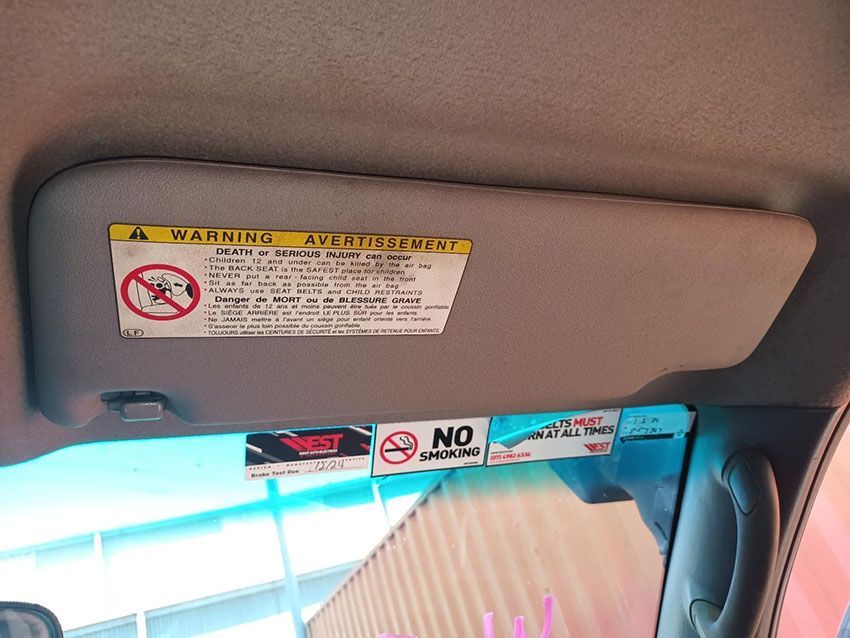 WARNING AVERTISSEMENT
DEATH or SERIOUS INJURY can occur
•Children 12 and under can be killed by the air bag
•The BACK SEAT is the SAFEST place for children
•NEVER put a rear-facing child seat in the front
•Sit as far back as possible from the air bag
•ALWAYS use SEAT BELTS and CHILD RESTRAINTS
Danger de MORT ou de BLESSURE GRAVE
•Les enfants de 12 ans et moins peuvent être tués par le coussin gonflable
•Le SIÈGE ARRIÈRE est l'endroit LE PLUS SÛR pour les enfants.
•Ne JAMAIS mettre à l'avant un siège pour enfant orienté vers l'arrière.
•S'asseoir le plus loin possible du coussin gonflable.
•TOUJOURS utiliser les CEINTURES DE SÉCURITÉ et les SYSTÈMES DE RETENUE POUR ENFANTS.
LF
WEST
Brake Test Due
NO
SMOKING
BELTS MUST
RN AT ALL TIMES
WEST
(07) 4982 6336